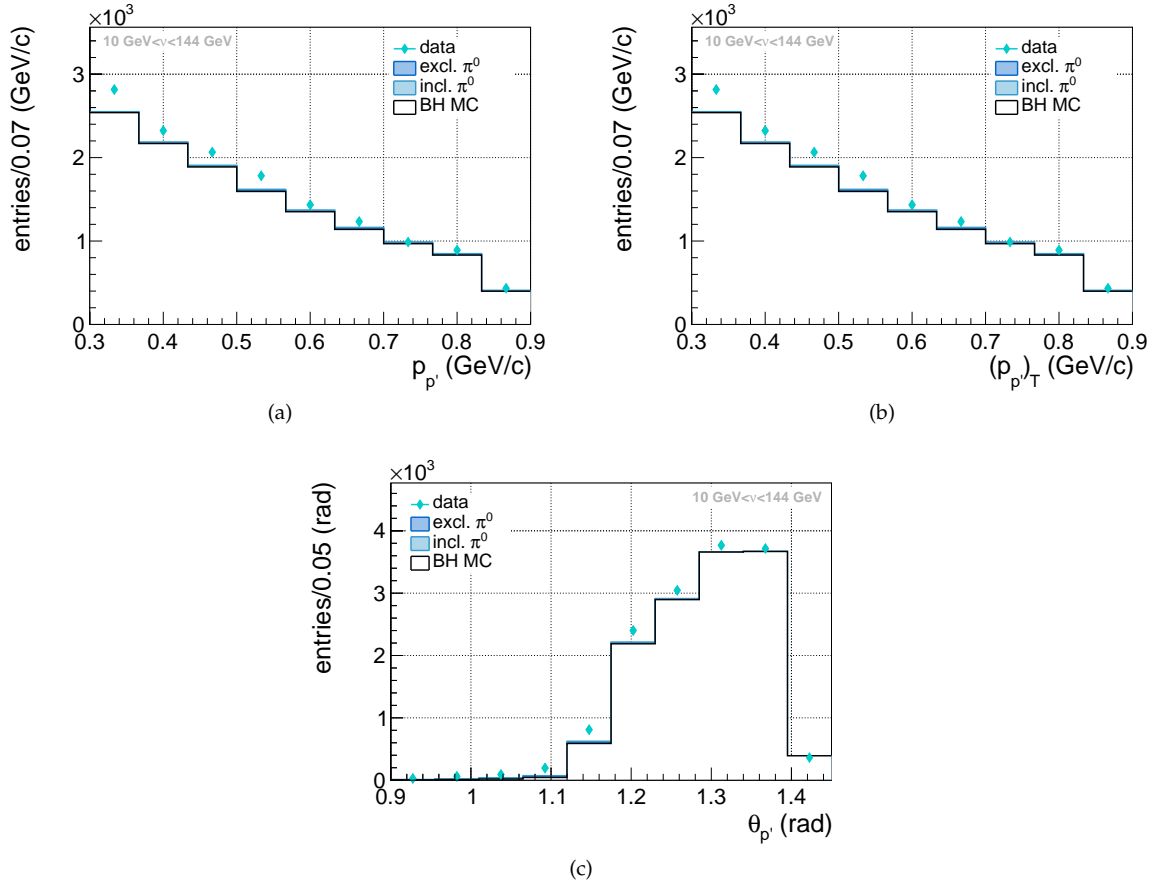 ×10³
entries/0.07 (GeV/c)
10 GeV<ν<144 GeV
data
excl. π⁰
incl. π⁰
BH MC
3
2
1
0
0.3 0.4 0.5 0.6 0.7 0.8 0.9
p_p' (GeV/c)
(a)
×10³
entries/0.07 (GeV/c)
10 GeV<ν<144 GeV
data
excl. π⁰
incl. π⁰
BH MC
3
2
1
0
0.3 0.4 0.5 0.6 0.7 0.8 0.9
(p_p')_T (GeV/c)
(b)
×10³
entries/0.05 (rad)
data
excl. π⁰
incl. π⁰
BH MC
10 GeV<ν<144 GeV
4
3
2
1
0
0.9 1 1.1 1.2 1.3 1.4
θ_p' (rad)
(c)